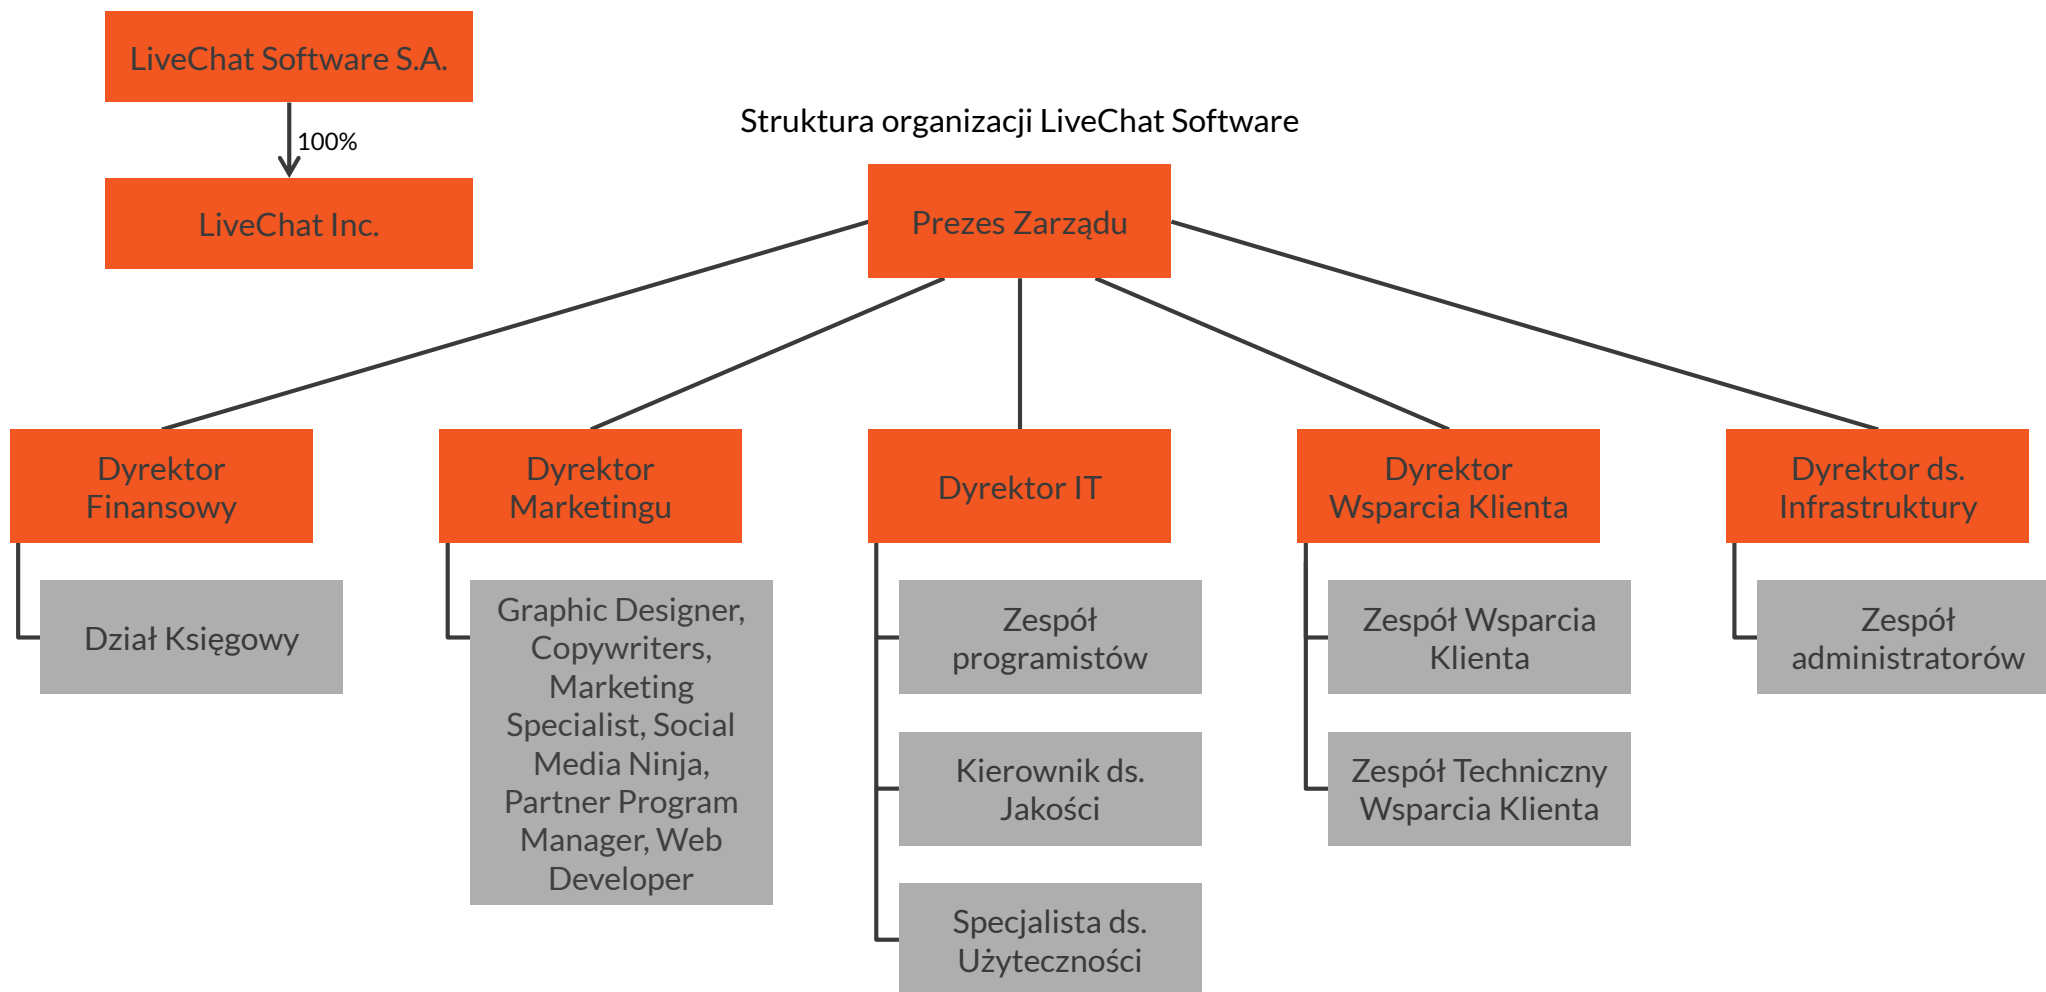 LiveChat Software S.A.
100%
LiveChat Inc.
Struktura organizacji LiveChat Software
Prezes Zarządu
Dyrektor
Finansowy
Dział Księgowy
Dyrektor
Marketingu
Graphic Designer,
Copywriters,
Marketing
Specialist, Social
Media Ninja,
Partner Program
Manager, Web
Developer
Dyrektor IT
Zespół
programistów
Kierownik ds.
Jakości
Specjalista ds.
Użyteczności
Dyrektor
Wsparcia Klienta
Zespół Wsparcia
Klienta
Zespół Techniczny
Wsparcia Klienta
Dyrektor ds.
Infrastruktury
Zespół
administratorów